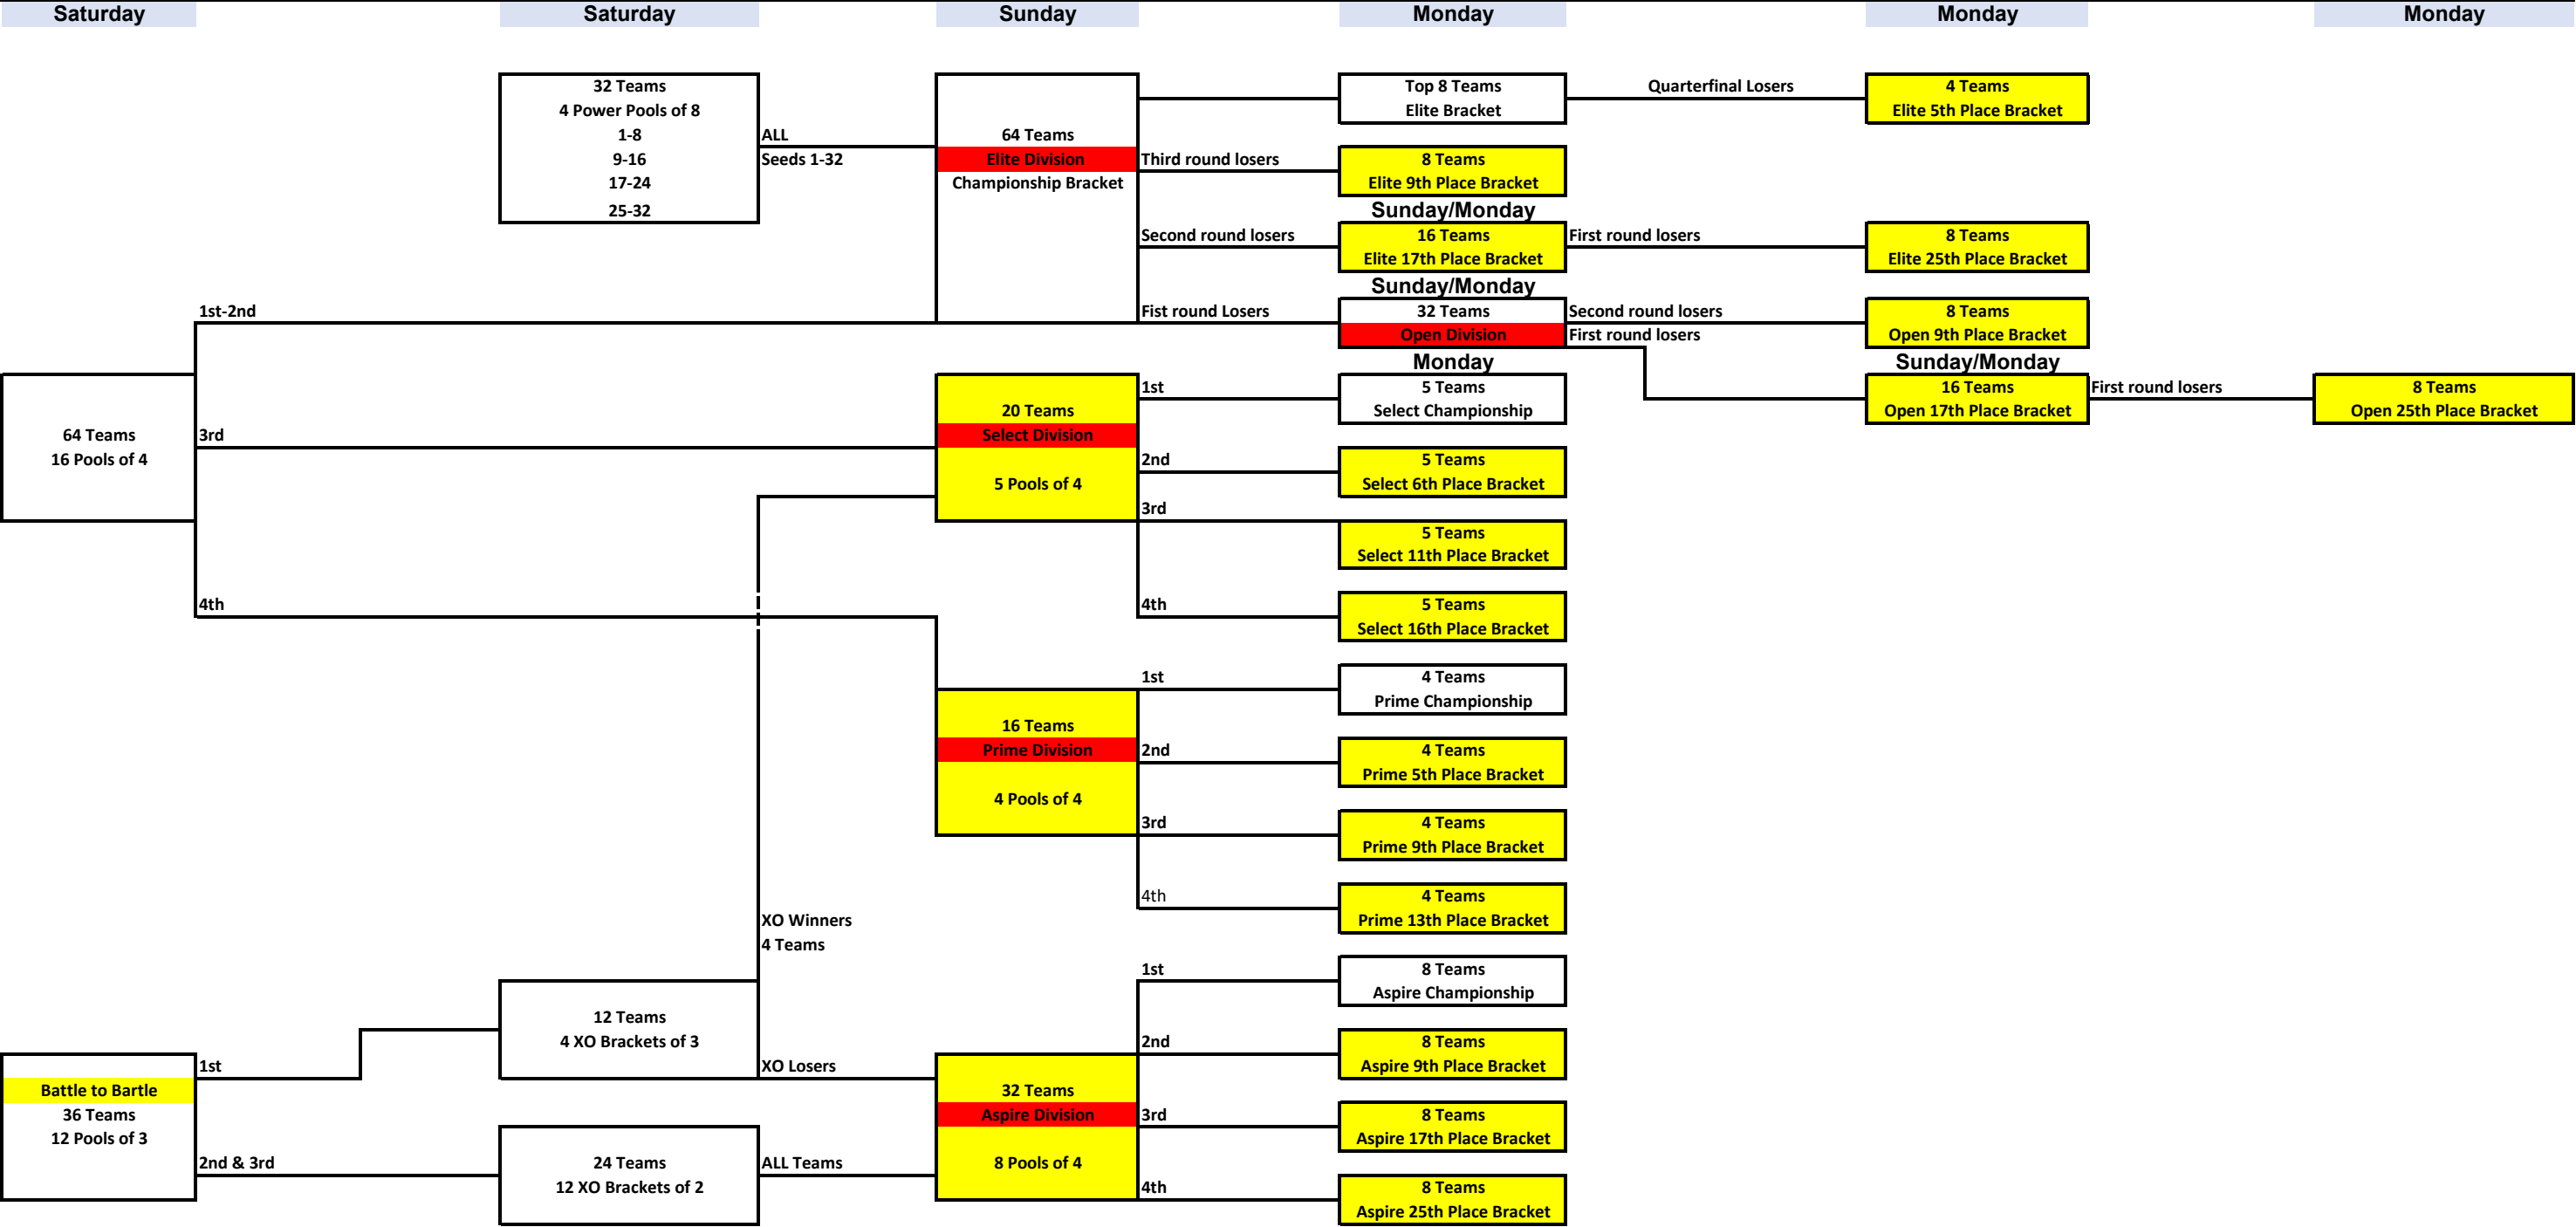 Saturday
Saturday
Sunday
Monday
Monday
Monday
32 Teams
4 Power Pools of 8
1-8
9-16
17-24
25-32
ALL
Seeds 1-32
64 Teams
Elite Division
Championship Bracket
Top 8 Teams
Elite Bracket
Quarterfinal Losers
4 Teams
Elite 5th Place Bracket
Third round losers
8 Teams
Elite 9th Place Bracket
Sunday/Monday
Second round losers
16 Teams
Elite 17th Place Bracket
First round losers
8 Teams
Elite 25th Place Bracket
Sunday/Monday
1st-2nd
Fist round Losers
32 Teams
Open Division
Second round losers
First round losers
8 Teams
Open 9th Place Bracket
Monday
Sunday/Monday
16 Teams
Open 17th Place Bracket
First round losers
8 Teams
Open 25th Place Bracket
64 Teams
16 Pools of 4
3rd
20 Teams
Select Division
5 Pools of 4
1st
5 Teams
Select Championship
2nd
5 Teams
Select 6th Place Bracket
3rd
5 Teams
Select 11th Place Bracket
4th
4th
5 Teams
Select 16th Place Bracket
16 Teams
Prime Division
4 Pools of 4
1st
4 Teams
Prime Championship
2nd
4 Teams
Prime 5th Place Bracket
3rd
4 Teams
Prime 9th Place Bracket
4th
4 Teams
Prime 13th Place Bracket
XO Winners
4 Teams
12 Teams
4 XO Brackets of 3
XO Losers
Battle to Bartle
36 Teams
12 Pools of 3
1st
2nd & 3rd
24 Teams
12 XO Brackets of 2
ALL Teams
32 Teams
Aspire Division
8 Pools of 4
1st
8 Teams
Aspire Championship
2nd
8 Teams
Aspire 9th Place Bracket
3rd
8 Teams
Aspire 17th Place Bracket
4th
8 Teams
Aspire 25th Place Bracket